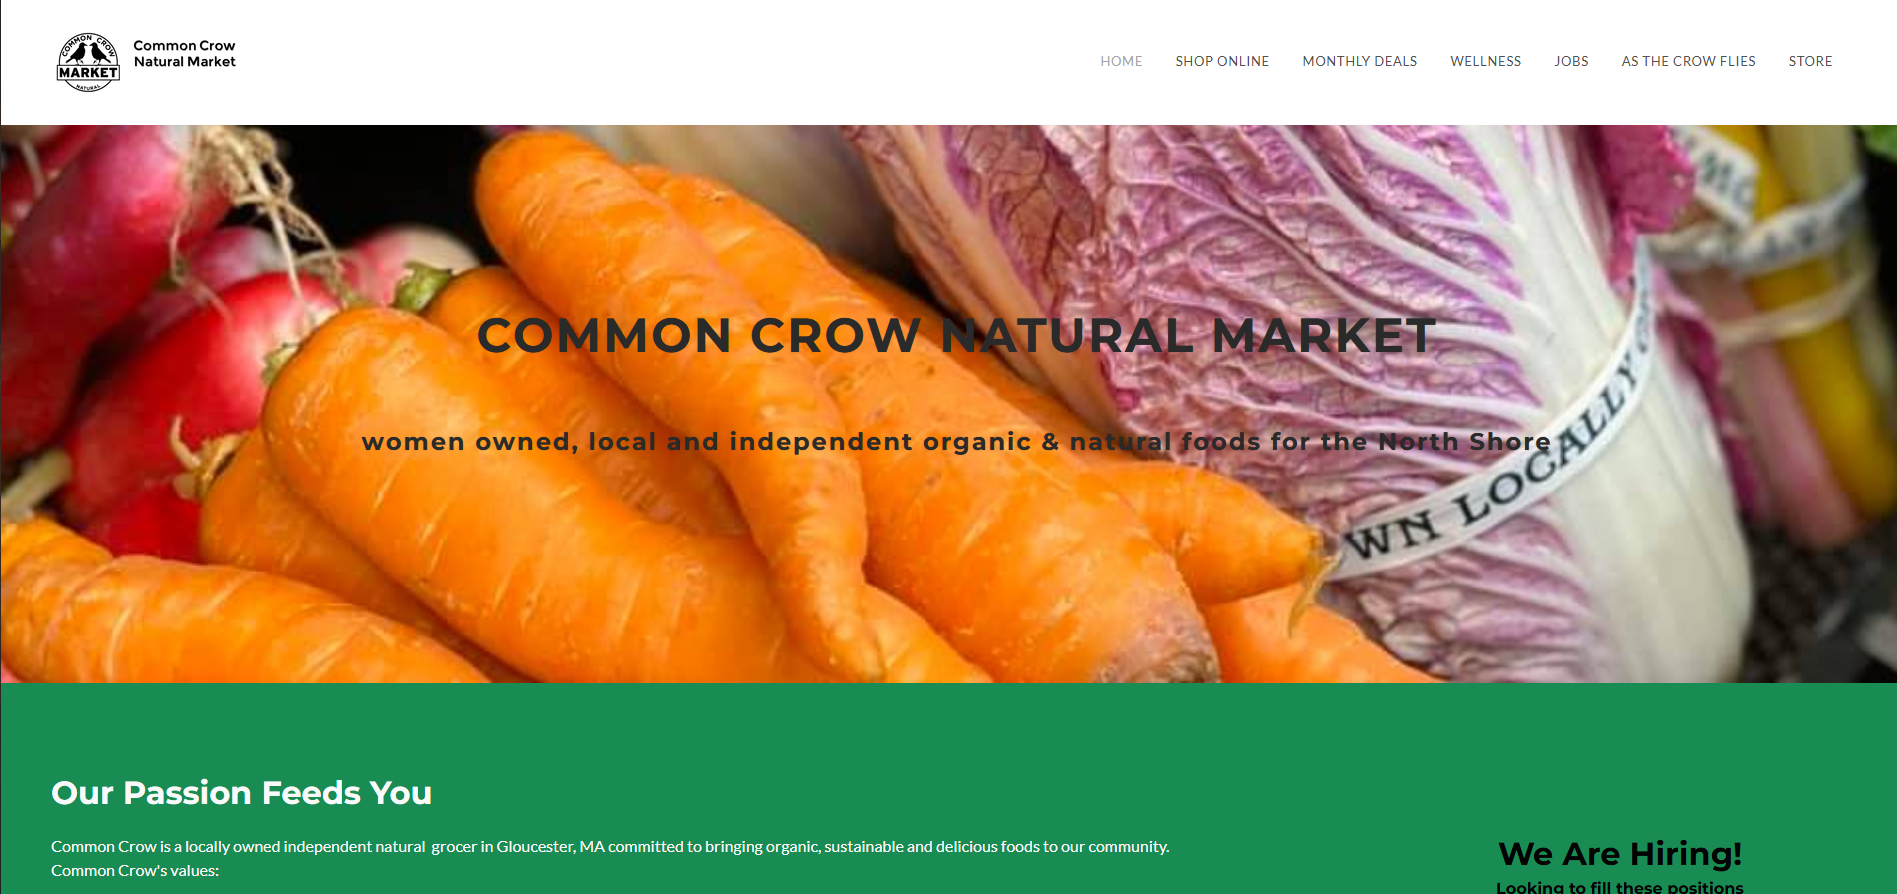 COMMON CROW
MARKET
NATURAL
Common Crow
Natural Market
HOME
SHOP ONLINE
MONTHLY DEALS
WELLNESS
JOBS
AS THE CROW FLIES
STORE
COMMON CROW NATURAL MARKET
women owned, local and independent organic & natural foods for the North Shore
WN LOCALLY
Our Passion Feeds You
Common Crow is a locally owned independent natural grocer in Gloucester, MA committed to bringing organic, sustainable and delicious foods to our community.
Common Crow's values:
We Are Hiring!
Looking to fill these positions